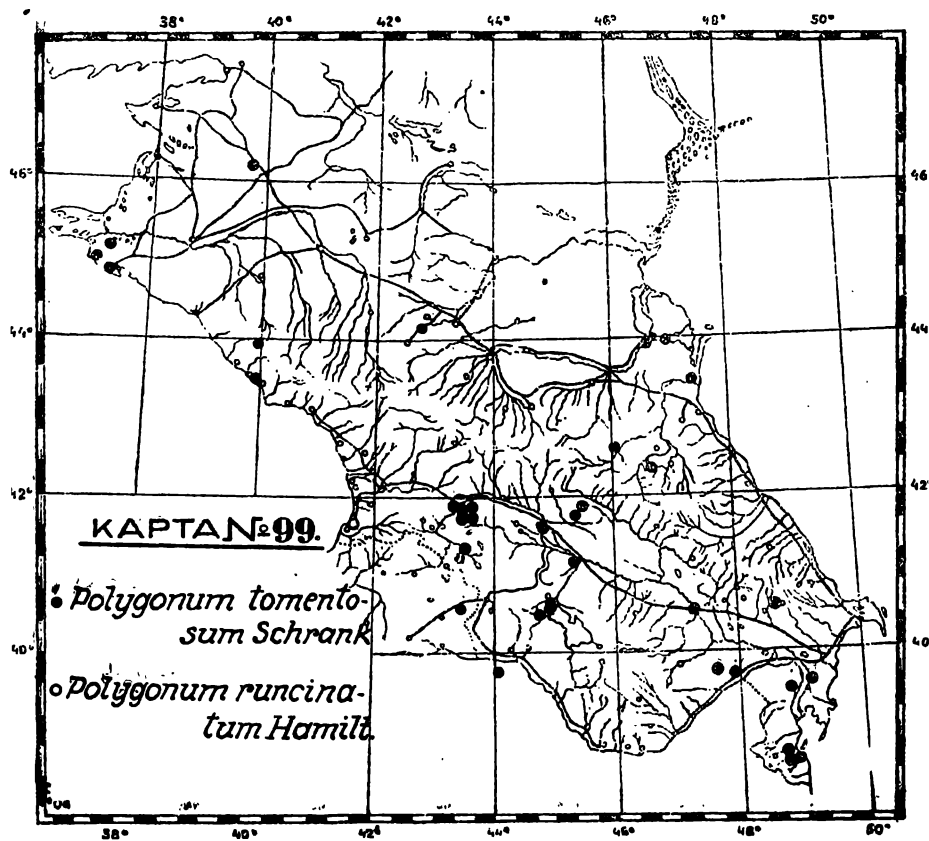 38° 40° 42° 44° 46° 48° 50°
46° 46
44° 44
42° 42
КАРТА №99.
Polygonum tomento-
sum Schrank
40° 40
Polygonum runcina-
tum Hamilt.
38° 40° 42° 44° 46° 48° 50°